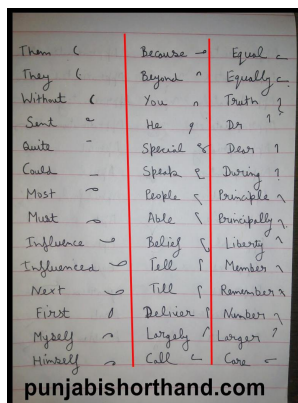 Them Because Equal
They Beyond Equally
Without You Truth
Sent He Dr
Quite Special Dear
Could Speak During
Most People Principle
Must Able Principally
Influence Belief Liberty
Influenced Tell Member
Next Till Remember
First Deliver Number
Myself Largely Larger
Himself Call Care
punjabishorthand.com